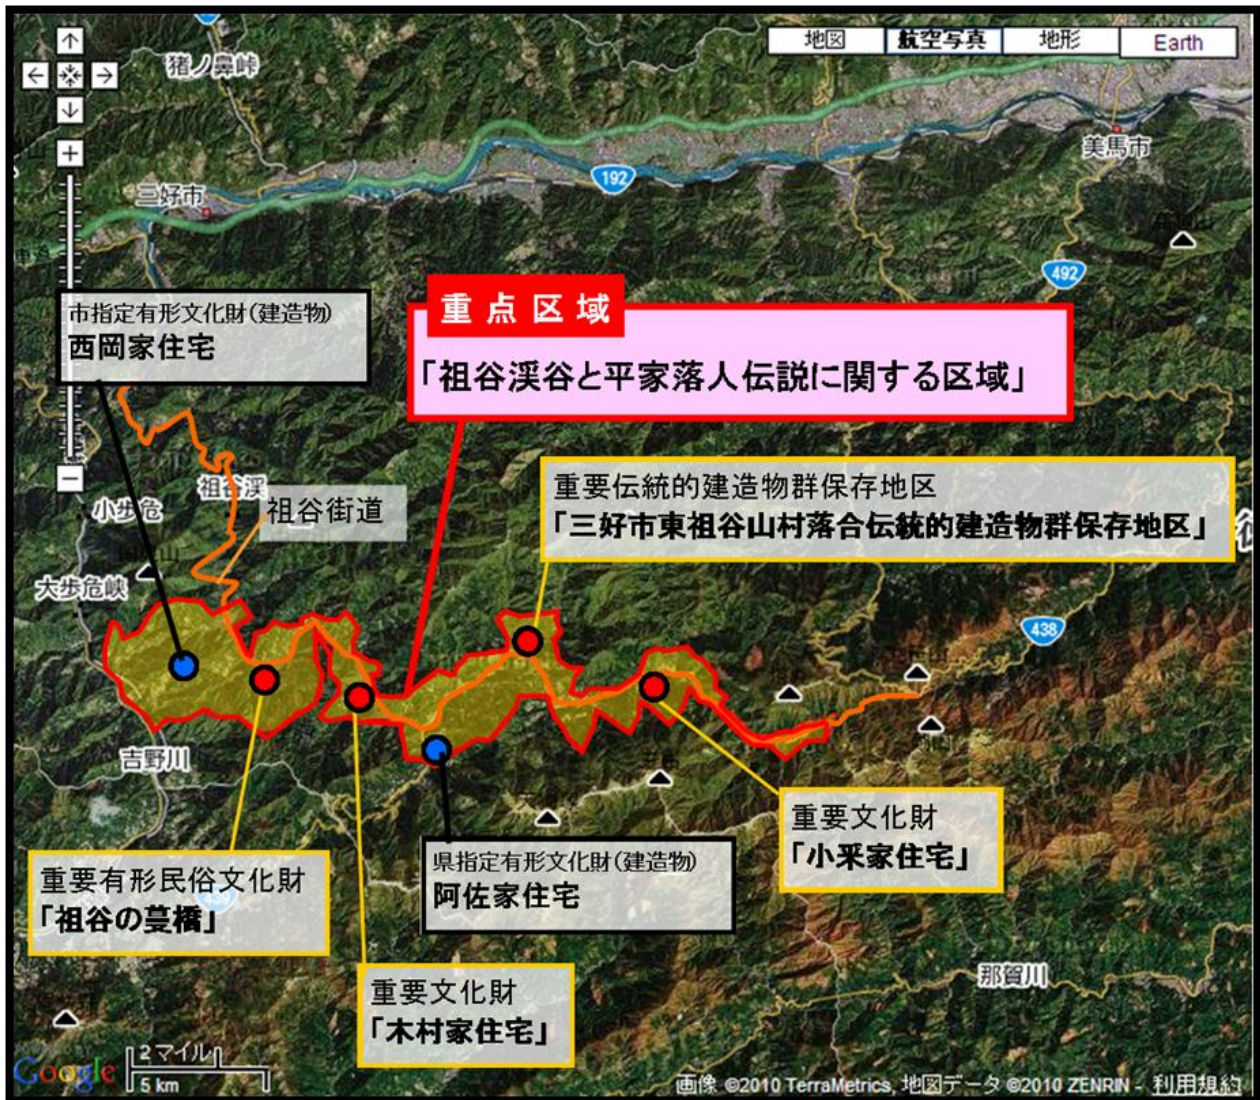 地図
航空写真
地形
Earth
猪ノ鼻峠
美馬市
192
三好市
492
市指定有形文化財(建造物)
西岡家住宅
重点区域
「祖谷渓谷と平家落人伝説に関する区域」
祖谷渓
小歩危
祖谷街道
重要伝統的建造物群保存地区
「三好市東祖谷山村落合伝統的建造物群保存地区」
大歩危峡
438
吉野川
重要文化財
「小釆家住宅」
県指定有形文化財(建造物)
阿佐家住宅
重要有形民俗文化財
「祖谷の蔓橋」
439
重要文化財
「木村家住宅」
那賀川
Google
2 マイル
5 km
画像 ©2010 TerraMetrics, 地図データ ©2010 ZENRIN - 利用規約